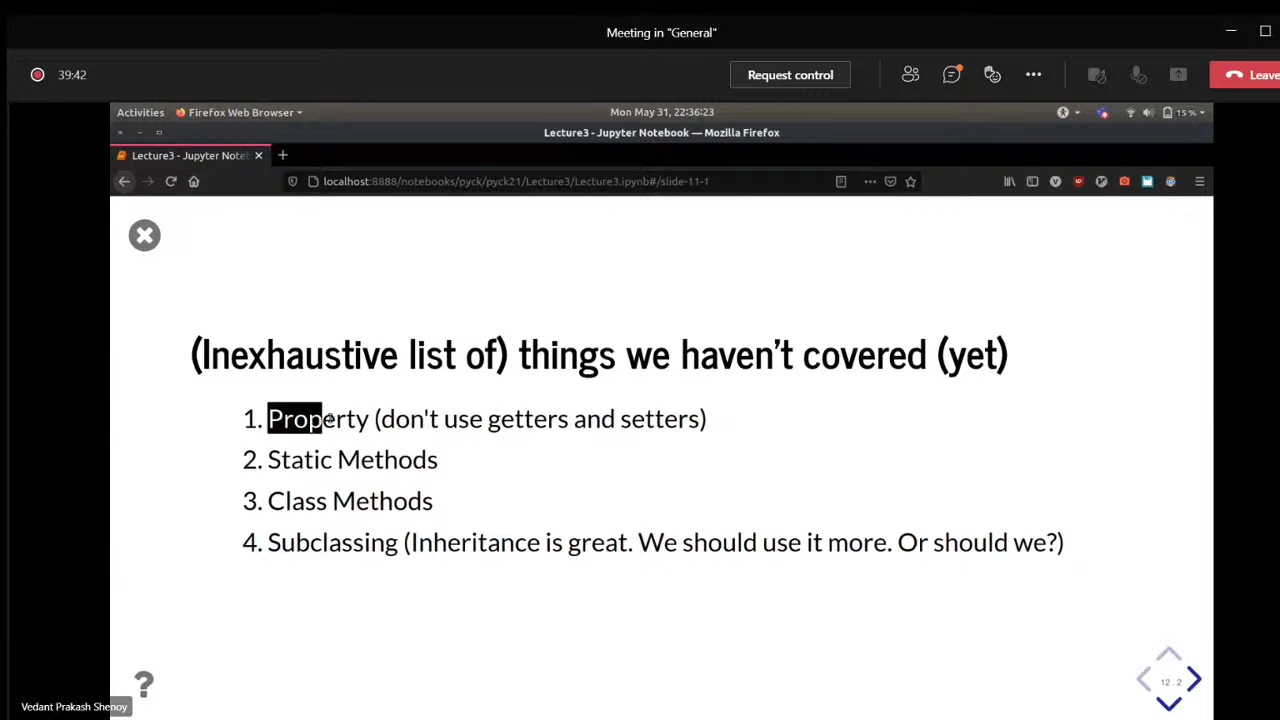 Meeting in "General"
39:42
Request control
Leave
Activities
Firefox Web Browser
Mon May 31, 22:36:23
15 %
Lecture3 - Jupyter Notebook — Mozilla Firefox
Lecture3 - Jupyter Note
localhost:8888/notebooks/pyck/pyck21/Lecture3/Lecture3.ipynb#/slide-11-1
(Inexhaustive list of) things we haven't covered (yet)
1. Property (don't use getters and setters)
2. Static Methods
3. Class Methods
4. Subclassing (Inheritance is great. We should use it more. Or should we?)
?
12 . 2
Vedant Prakash Shenoy